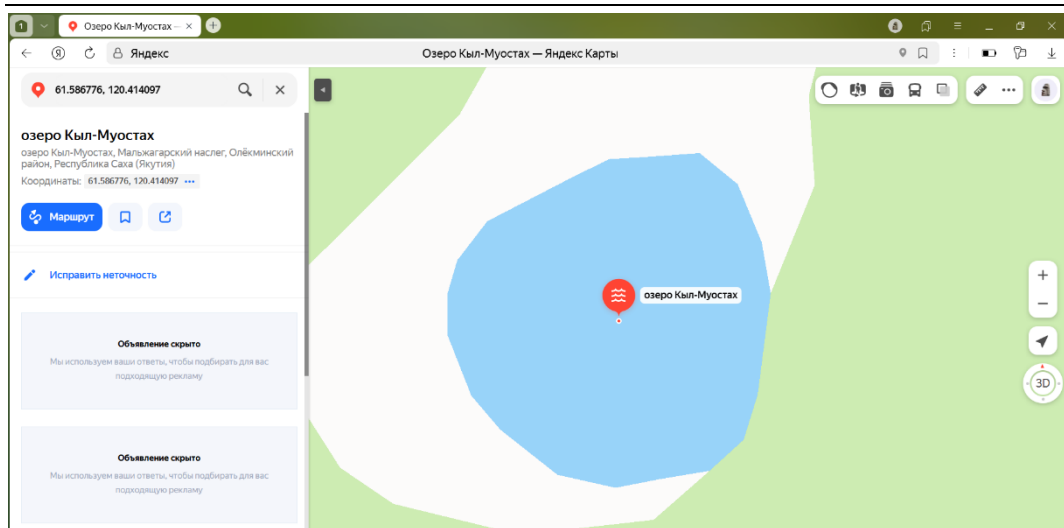 1
Озеро Кыл-Муостах —
Яндекс
Озеро Кыл-Муостах — Яндекс Карты
61.586776, 120.414097
озеро Кыл-Муостах
озеро Кыл-Муостах, Мальжагарский наслег, Олёкминский
район, Республика Саха (Якутия)
Координаты: 61.586776, 120.414097 •••
Маршрут
Исправить неточность
Объявление скрыто
Мы используем ваши ответы, чтобы подбирать для вас
подходящую рекламу
Объявление скрыто
Мы используем ваши ответы, чтобы подбирать для вас
подходящую рекламу
озеро Кыл-Муостах
3D